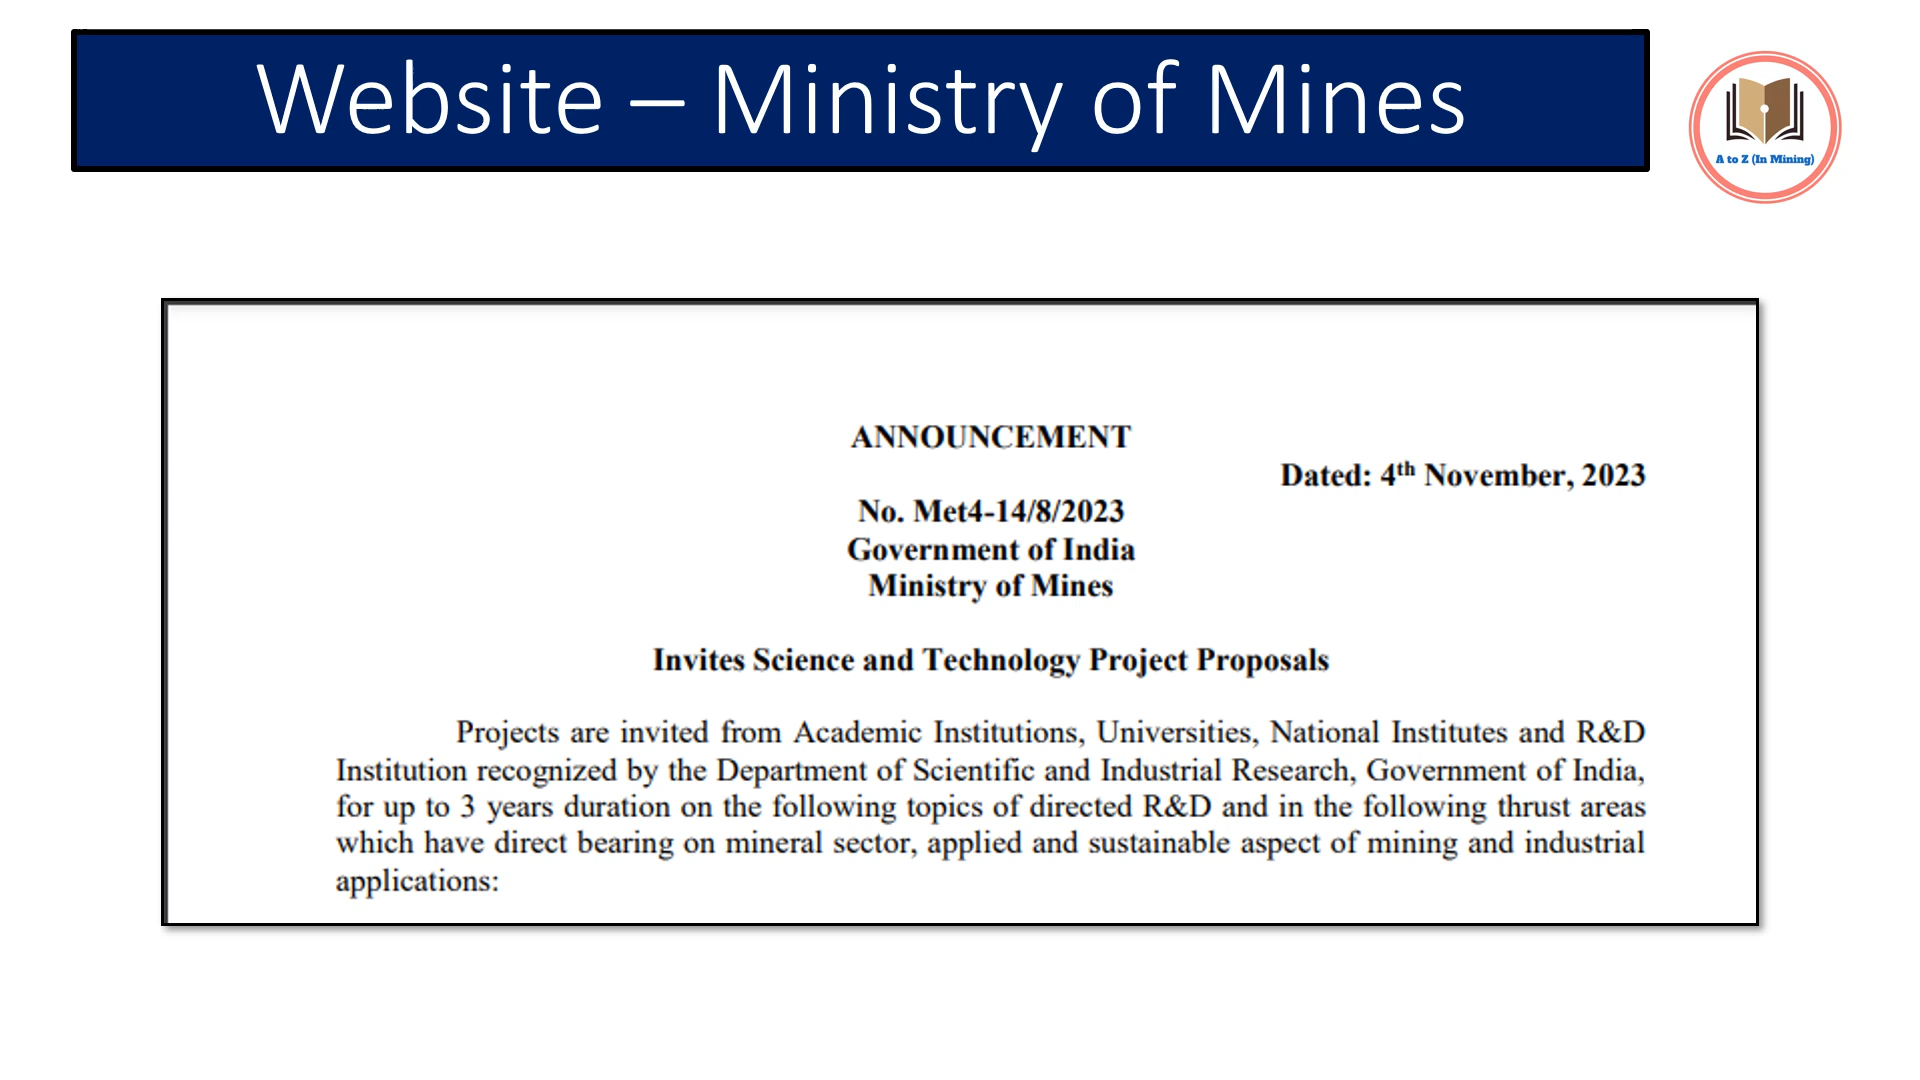 Website – Ministry of Mines
A to Z (In Mining)
ANNOUNCEMENT
Dated: 4th November, 2023
No. Met4-14/8/2023
Government of India
Ministry of Mines
Invites Science and Technology Project Proposals
Projects are invited from Academic Institutions, Universities, National Institutes and R&D
Institution recognized by the Department of Scientific and Industrial Research, Government of India,
for up to 3 years duration on the following topics of directed R&D and in the following thrust areas
which have direct bearing on mineral sector, applied and sustainable aspect of mining and industrial
applications: